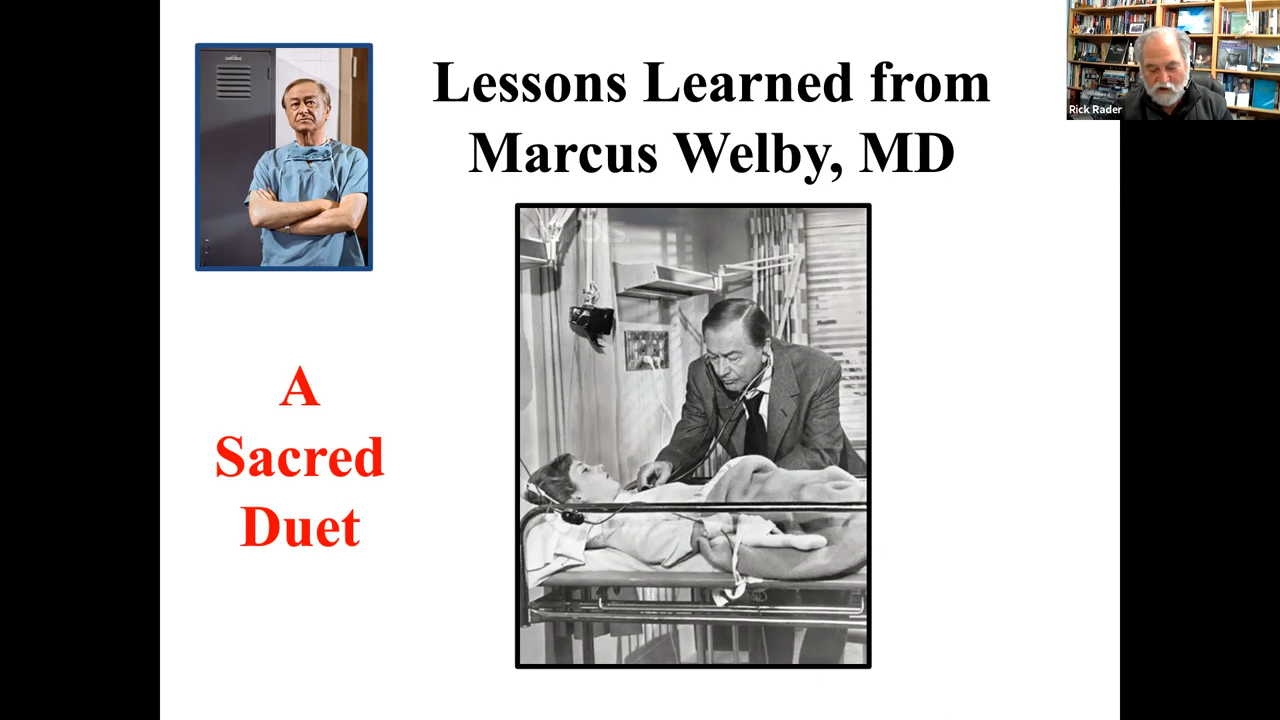 Lessons Learned from
Marcus Welby, MD
Rick Rader
A
Sacred
Duet